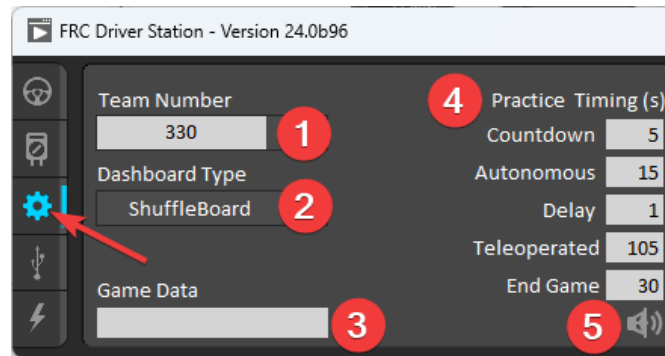 FRC Driver Station - Version 24.0b96
Team Number
330
1
Dashboard Type
ShuffleBoard
2
Game Data
3
4
Practice Timing (s)
Countdown 5
Autonomous 15
Delay 1
Teleoperated 105
End Game 30
5